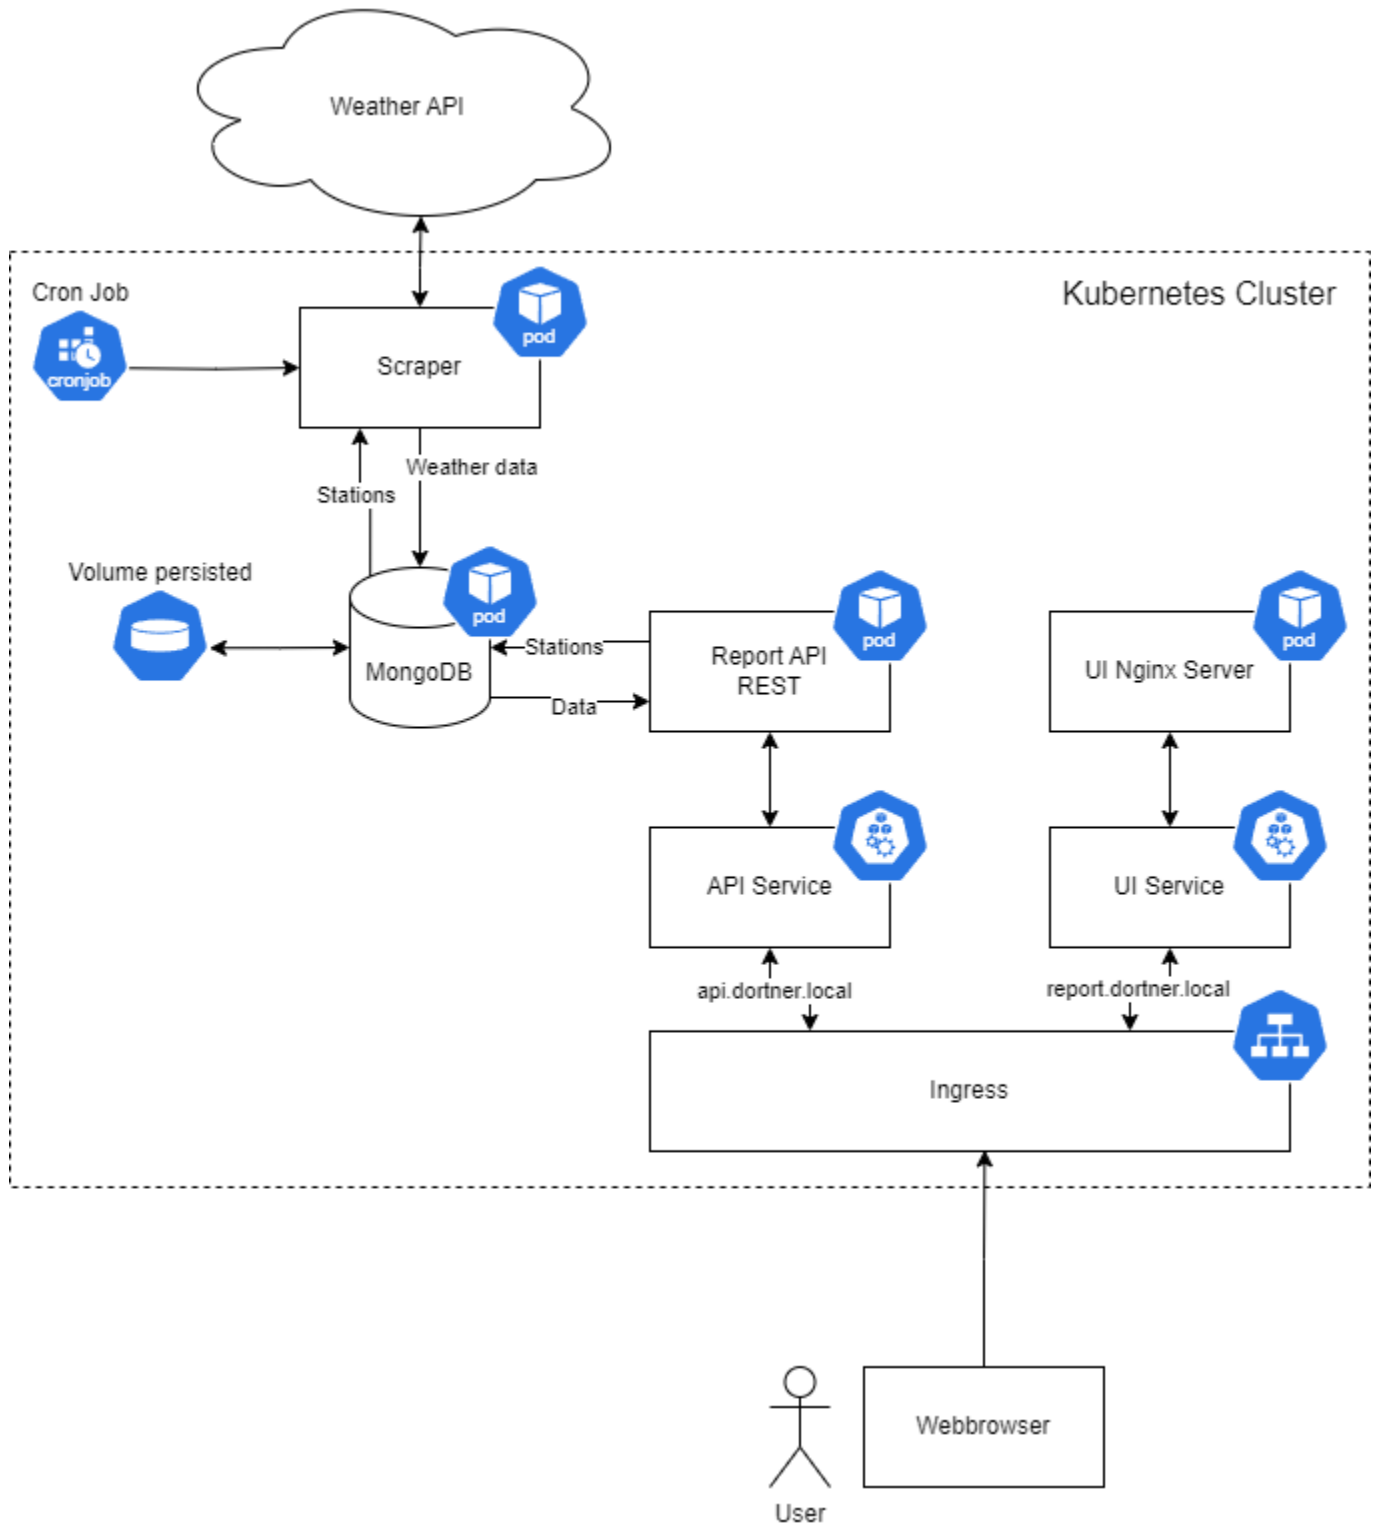 Weather API
Kubernetes Cluster
Cron Job
cronjob
pod
Scraper
Weather data
Stations
Volume persisted
pod
MongoDB
Stations
Data
pod
Report API
REST
pod
UI Nginx Server
API Service
UI Service
api.dortner.local
report.dortner.local
Ingress
Webbrowser
User